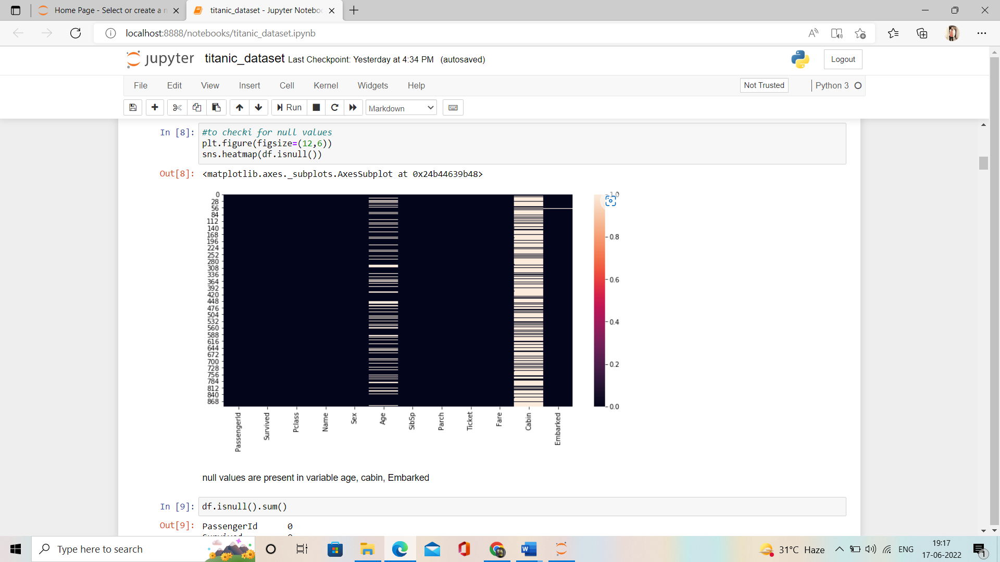 Home Page - Select or create a n
titanic_dataset - Jupyter Notebo
localhost:8888/notebooks/titanic_dataset.ipynb
jupyter titanic_dataset Last Checkpoint: Yesterday at 4:34 PM (autosaved)
Logout
File Edit View Insert Cell Kernel Widgets Help
Not Trusted
Python 3
Run
Markdown
In [8]: #to checki for null values
plt.figure(figsize=(12,6))
sns.heatmap(df.isnull())
Out[8]: <matplotlib.axes._subplots.AxesSubplot at 0x24b44639b48>
0
28
56
84
112
140
168
196
224
252
280
308
336
364
392
420
448
476
504
532
560
588
616
644
672
700
728
756
784
812
840
868
PassengerId
Survived
Pclass
Name
Sex
Age
SibSp
Parch
Ticket
Fare
Cabin
Embarked
1.0
0.8
0.6
0.4
0.2
0.0
null values are present in variable age, cabin, Embarked
In [9]: df.isnull().sum()
Out[9]: PassengerId 0
Type here to search
31°C Haze
ENG
19:17
17-06-2022
1